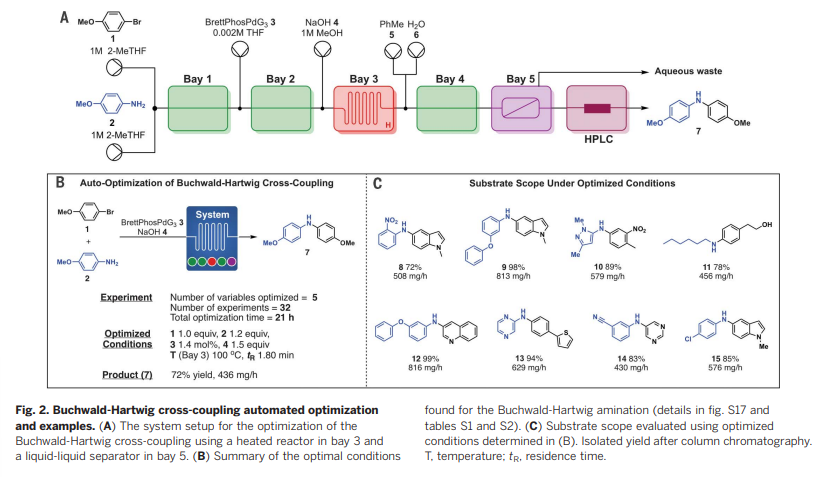 A
MeO
Br
1
1M 2-MeTHF
MeO
NH2
2
1M 2-MeTHF
BrettPhosPdG3 3
0.002M THF
NaOH 4
1M MeOH
PhMe H2O
5 6
Bay 1
Bay 2
Bay 3
H
Bay 4
Bay 5
HPLC
Aqueous waste
H
N
MeO
OMe
7
B Auto-Optimization of Buchwald-Hartwig Cross-Coupling
MeO
Br
1
+
MeO
NH2
2
BrettPhosPdG3 3
NaOH 4
System
H
N
MeO
OMe
7
Experiment
Number of variables optimized = 5
Number of experiments = 32
Total optimization time = 21 h
Optimized
Conditions
1 1.0 equiv, 2 1.2 equiv,
3 1.4 mol%, 4 1.5 equiv
T (Bay 3) 100 ºC, tR 1.80 min
Product (7)
72% yield, 436 mg/h
C Substrate Scope Under Optimized Conditions
NO2
H
N
N
8 72%
508 mg/h
H
N
O
N
9 98%
813 mg/h
Me
N
N
Me
H
N
NO2
Me
10 89%
579 mg/h
N
H
OH
11 78%
456 mg/h
O
H
N
N
12 99%
816 mg/h
N
N
H
N
S
13 94%
629 mg/h
N
H
N
N
N
14 83%
430 mg/h
Cl
H
N
N
Me
15 85%
576 mg/h
Fig. 2. Buchwald-Hartwig cross-coupling automated optimization
and examples. (A) The system setup for the optimization of the
Buchwald-Hartwig cross-coupling using a heated reactor in bay 3 and
a liquid-liquid separator in bay 5. (B) Summary of the optimal conditions
found for the Buchwald-Hartwig amination (details in fig. S17 and
tables S1 and S2). (C) Substrate scope evaluated using optimized
conditions determined in (B). Isolated yield after column chromatography.
T, temperature; tR, residence time.